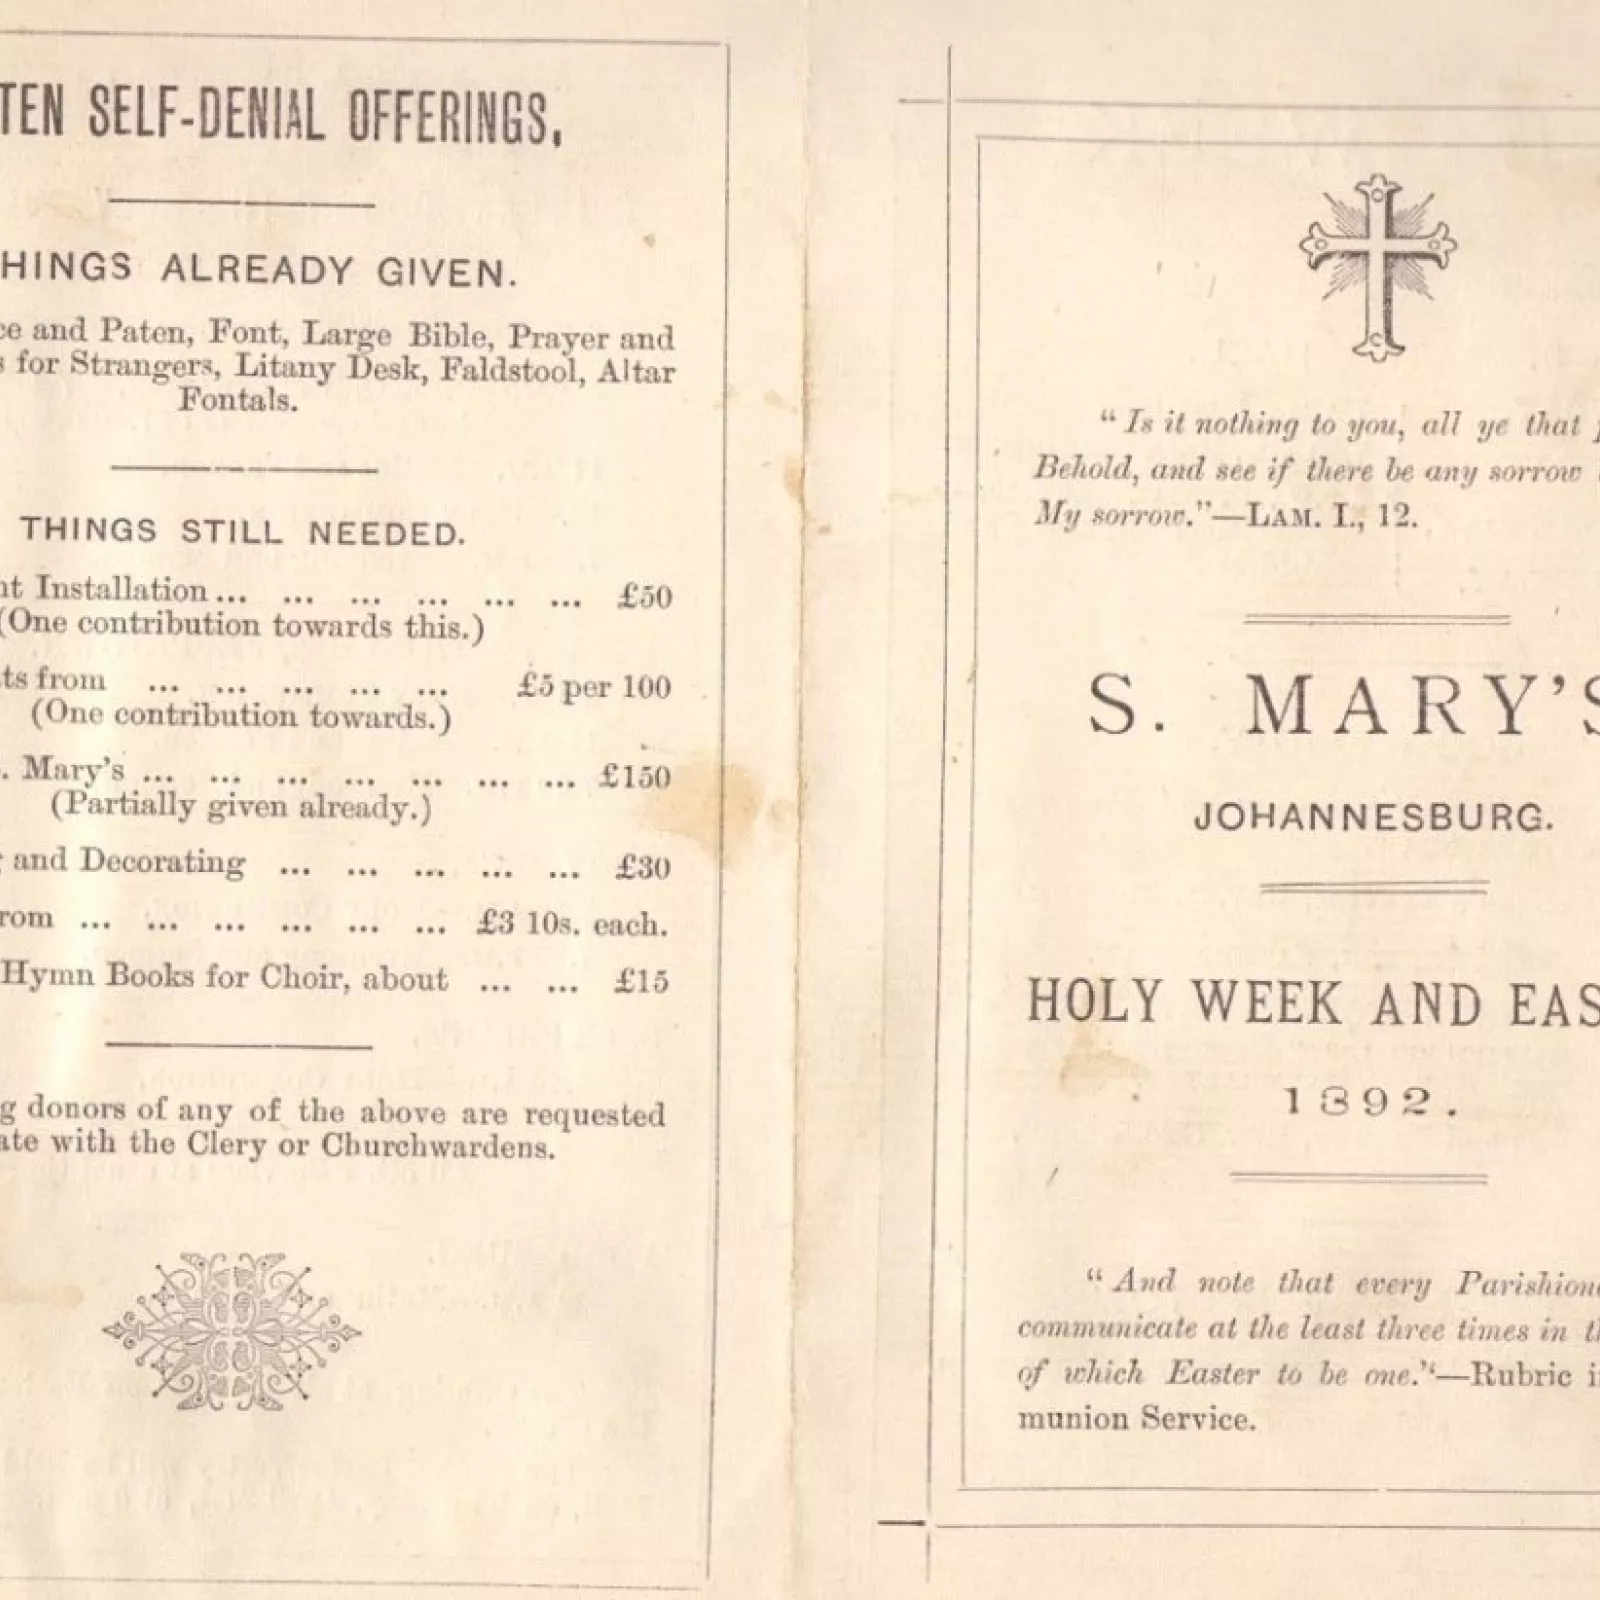 TEN SELF-DENIAL OFFERINGS,
HINGS ALREADY GIVEN.
ce and Paten, Font, Large Bible, Prayer and
s for Strangers, Litany Desk, Faldstool, Altar
Fontals.
THINGS STILL NEEDED.
nt Installation ... ... ... ... ... ... £50
(One contribution towards this.)
ts from ... ... ... ... ... £5 per 100
(One contribution towards.)
. Mary's ... ... ... ... ... ... ... £150
(Partially given already.)
g and Decorating ... ... ... ... ... £30
rom ... ... ... ... ... ... £3 10s. each.
Hymn Books for Choir, about ... ... £15
g donors of any of the above are requested
ate with the Clery or Churchwardens.
"Is it nothing to you, all ye that
Behold, and see if there be any sorrow
My sorrow."—LAM. I., 12.
S. MARY'S
JOHANNESBURG.
HOLY WEEK AND EAS
1892.
"And note that every Parishion
communicate at the least three times in th
of which Easter to be one."—Rubric i
munion Service.